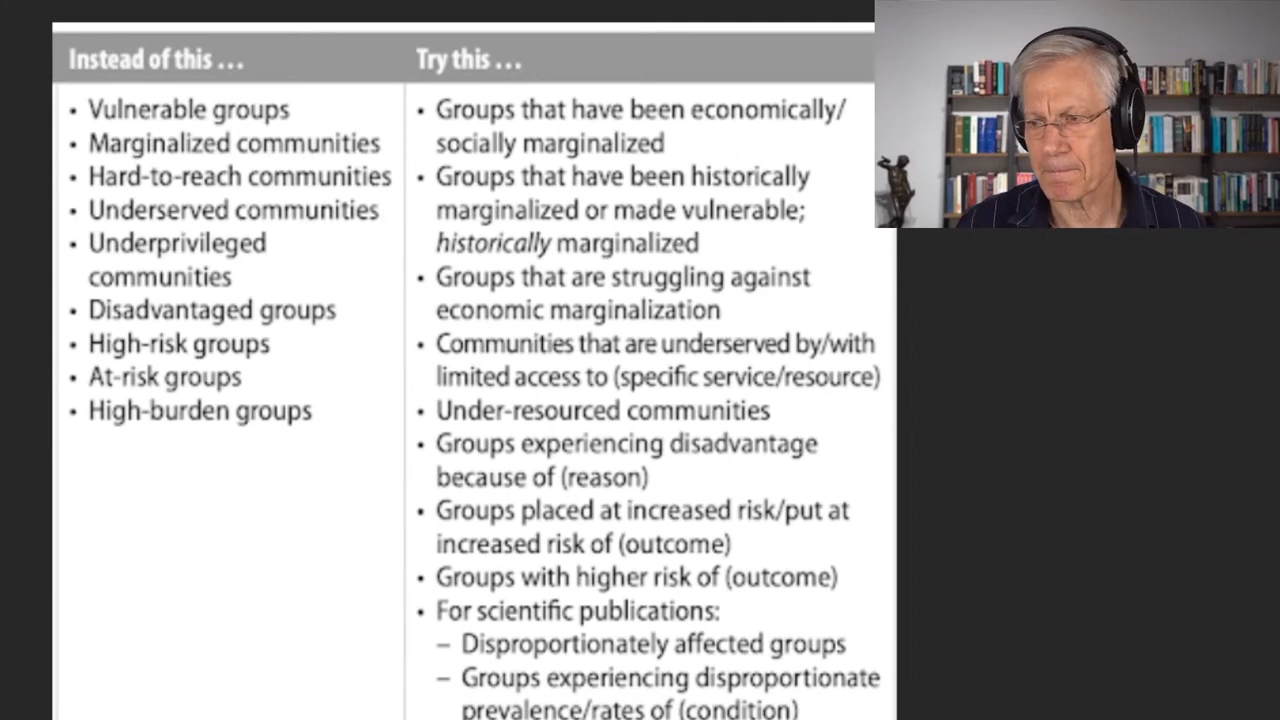 Instead of this …
Try this …
• Vulnerable groups
• Marginalized communities
• Hard-to-reach communities
• Underserved communities
• Underprivileged
communities
• Disadvantaged groups
• High-risk groups
• At-risk groups
• High-burden groups
• Groups that have been economically/
socially marginalized
• Groups that have been historically
marginalized or made vulnerable;
historically marginalized
• Groups that are struggling against
economic marginalization
• Communities that are underserved by/with
limited access to (specific service/resource)
• Under-resourced communities
• Groups experiencing disadvantage
because of (reason)
• Groups placed at increased risk/put at
increased risk of (outcome)
• Groups with higher risk of (outcome)
• For scientific publications:
– Disproportionately affected groups
– Groups experiencing disproportionate
prevalence/rates of (condition)